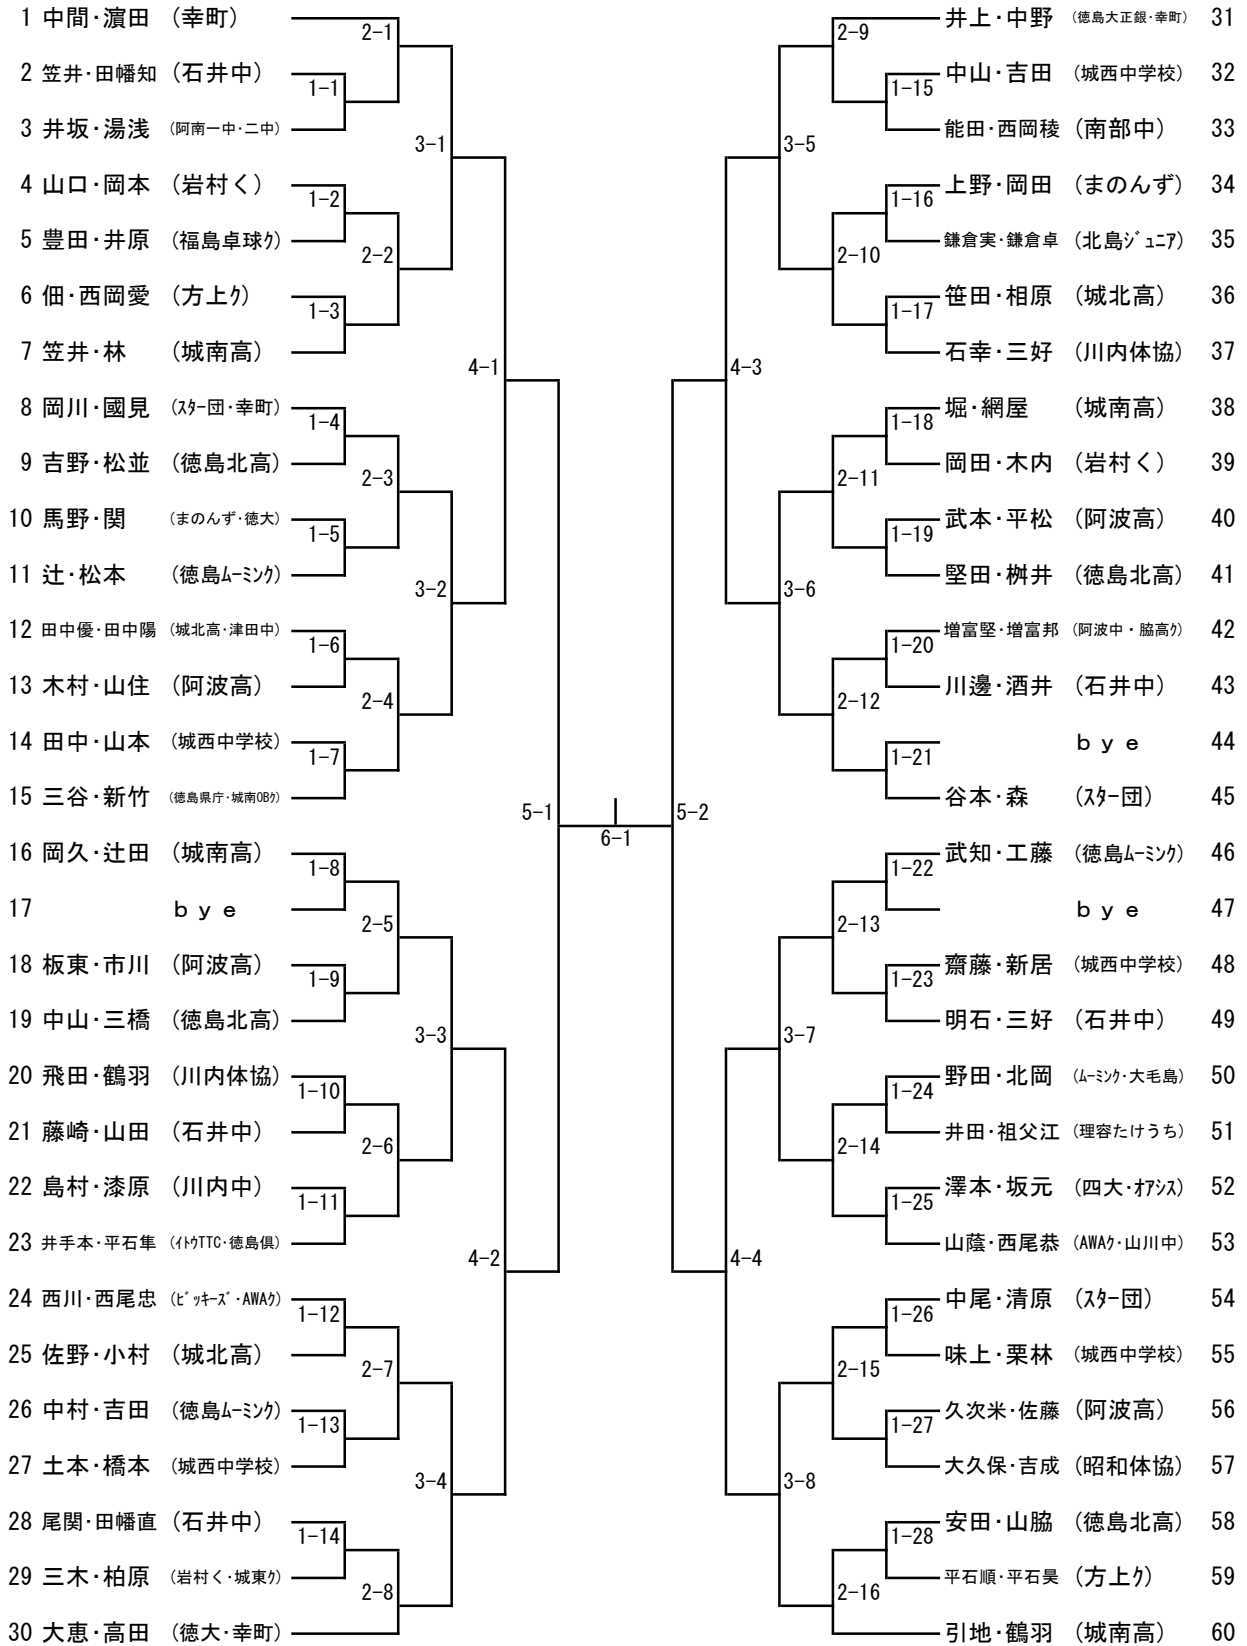 1 中間・濵田 (幸町)
2 笠井・田幡知 (石井中)
3 井坂・湯浅 (阿南一中・二中)
4 山口・岡本 (岩村く)
5 豊田・井原 (福島卓球ｸ)
6 佃・西岡愛 (方上ｸ)
7 笠井・林 (城南高)
8 岡川・國見 (ｽﾀｰ団・幸町)
9 吉野・松並 (徳島北高)
10 馬野・関 (まのんず・徳大)
11 辻・松本 (徳島ﾑｰﾐﾝｸ)
12 田中優・田中陽 (城北高・津田中)
13 木村・山住 (阿波高)
14 田中・山本 (城西中学校)
15 三谷・新竹 (徳島県庁・城南OBｸ)
16 岡久・辻田 (城南高)
17 ｂｙｅ
18 板東・市川 (阿波高)
19 中山・三橋 (徳島北高)
20 飛田・鶴羽 (川内体協)
21 藤崎・山田 (石井中)
22 島村・漆原 (川内中)
23 井手本・平石隼 (ｲﾄｳTTC・徳島倶)
24 西川・西尾忠 (ﾋﾞｯｷｰｽﾞ・AWAｸ)
25 佐野・小村 (城北高)
26 中村・吉田 (徳島ﾑｰﾐﾝｸ)
27 土本・橋本 (城西中学校)
28 尾関・田幡直 (石井中)
29 三木・柏原 (岩村く・城東ｸ)
30 大恵・高田 (徳大・幸町)
1-1
1-2
1-3
1-4
1-5
1-6
1-7
1-8
1-9
1-10
1-11
1-12
1-13
1-14
2-1
2-2
2-3
2-4
2-5
2-6
2-7
2-8
3-1
3-2
3-3
3-4
4-1
4-2
5-1
6-1
5-2
4-3
4-4
3-5
3-6
3-7
3-8
2-9
2-10
2-11
2-12
2-13
2-14
2-15
2-16
1-15
1-16
1-17
1-18
1-19
1-20
1-21
1-22
1-23
1-24
1-25
1-26
1-27
1-28
井上・中野 (徳島大正銀・幸町) 31
中山・吉田 (城西中学校) 32
能田・西岡稜 (南部中) 33
上野・岡田 (まのんず) 34
鎌倉実・鎌倉卓 (北島ｼﾞｭﾆｱ) 35
笹田・相原 (城北高) 36
石幸・三好 (川内体協) 37
堀・網屋 (城南高) 38
岡田・木内 (岩村く) 39
武本・平松 (阿波高) 40
堅田・桝井 (徳島北高) 41
増富堅・増富邦 (阿波中・脇高ｸ) 42
川邊・酒井 (石井中) 43
ｂｙｅ 44
谷本・森 (ｽﾀｰ団) 45
武知・工藤 (徳島ﾑｰﾐﾝｸ) 46
ｂｙｅ 47
齋藤・新居 (城西中学校) 48
明石・三好 (石井中) 49
野田・北岡 (ﾑｰﾐﾝｸ・大毛島) 50
井田・祖父江 (理容たけうち) 51
澤本・坂元 (四大・ｵｱｼｽ) 52
山蔭・西尾恭 (AWAｸ・山川中) 53
中尾・清原 (ｽﾀｰ団) 54
味上・栗林 (城西中学校) 55
久次米・佐藤 (阿波高) 56
大久保・吉成 (昭和体協) 57
安田・山脇 (徳島北高) 58
平石順・平石昊 (方上ｸ) 59
引地・鶴羽 (城南高) 60